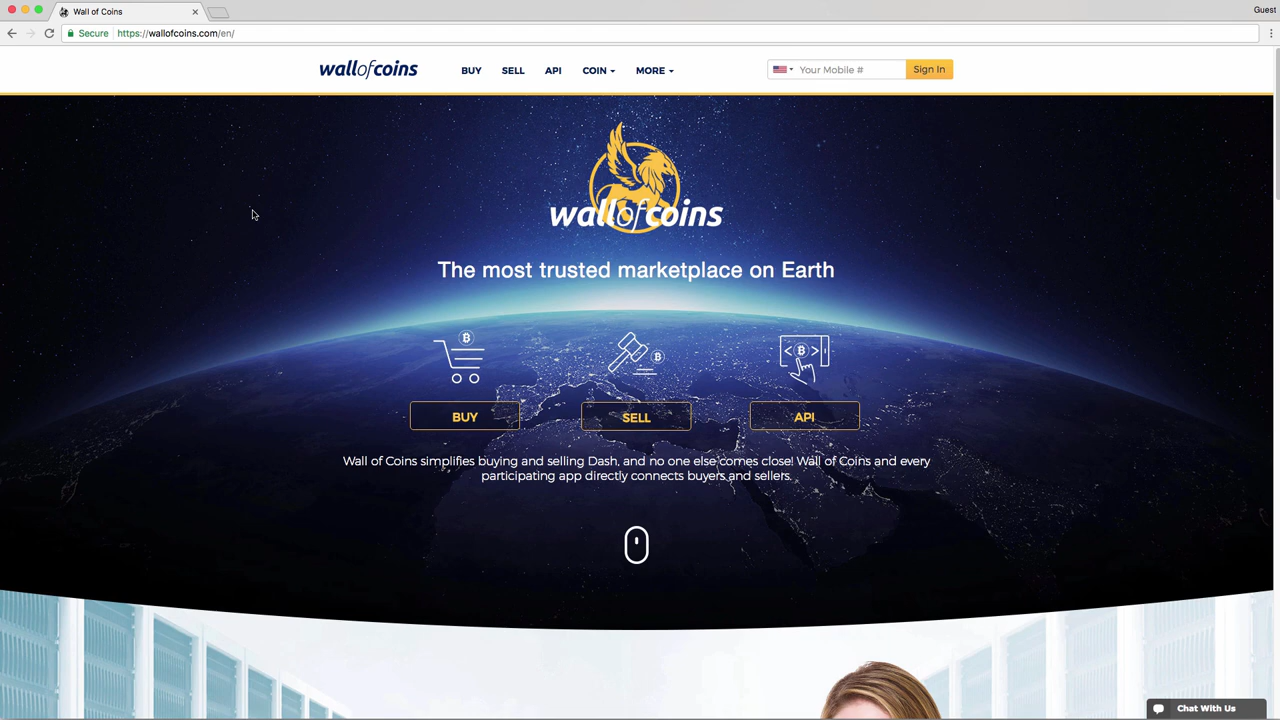 Wall of Coins
Guest
Secure
https://wallofcoins.com/en/
wallofcoins
BUY
SELL
API
COIN
MORE
Your Mobile #
Sign In
wallofcoins
The most trusted marketplace on Earth
BUY
SELL
API
Wall of Coins simplifies buying and selling Dash, and no one else comes close! Wall of Coins and every
participating app directly connects buyers and sellers.
Chat With Us